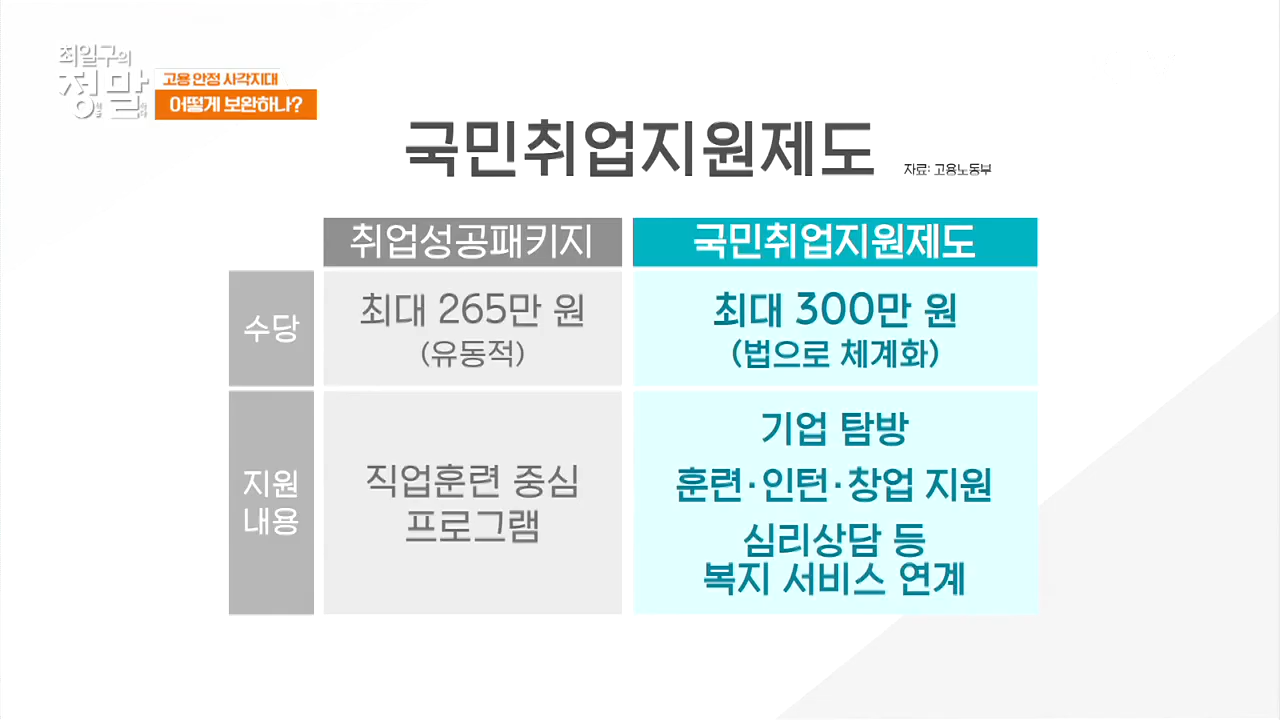 최일구의
정말
고용 안정 사각지대
어떻게 보완하나?
국민취업지원제도
자료: 고용노동부
취업성공패키지
국민취업지원제도
수당
최대 265만 원
(유동적)
최대 300만 원
(법으로 체계화)
지원
내용
직업훈련 중심
프로그램
기업 탐방
훈련·인턴·창업 지원
심리상담 등
복지 서비스 연계